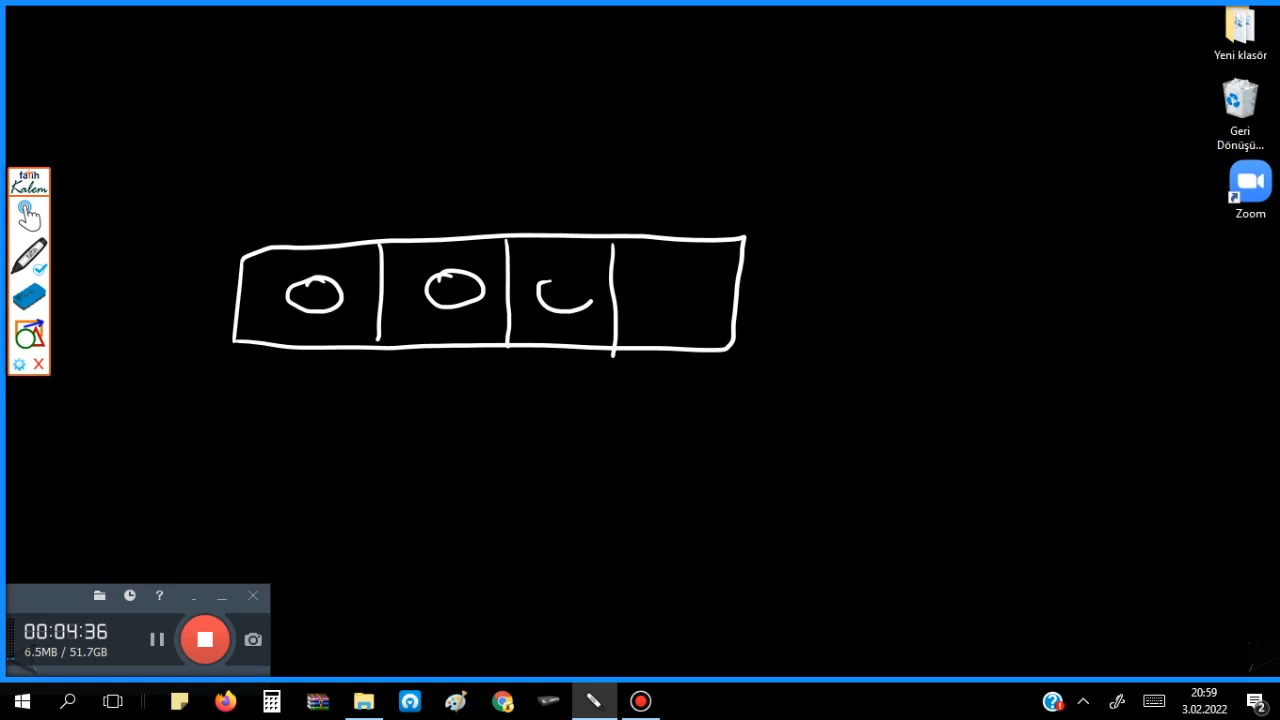 Yeni klasör
Geri
Dönüşü...
Zoom
fatih
Kalem
O O
00:04:36
6.5MB / 51.7GB
20:59
3.02.2022
2